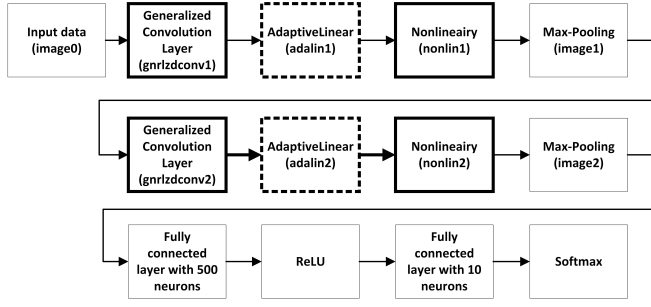 Input data
(image0)
Generalized
Convolution
Layer
(gnrlzdconv1)
AdaptiveLinear
(adalin1)
Nonlineairy
(nonlin1)
Max-Pooling
(image1)
Generalized
Convolution
Layer
(gnrlzdconv2)
AdaptiveLinear
(adalin2)
Nonlineairy
(nonlin2)
Max-Pooling
(image2)
Fully
connected
layer with 500
neurons
ReLU
Fully
connected
layer with 10
neurons
Softmax